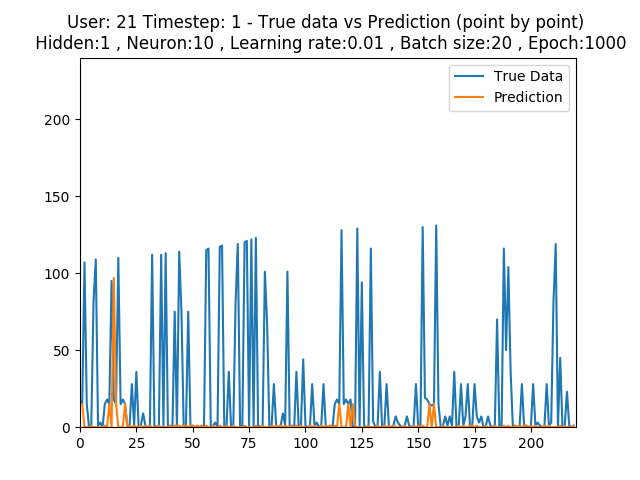 User: 21 Timestep: 1 - True data vs Prediction (point by point)
Hidden:1 , Neuron:10 , Learning rate:0.01 , Batch size:20 , Epoch:1000
True Data
Prediction
200
150
100
50
0
0 25 50 75 100 125 150 175 200